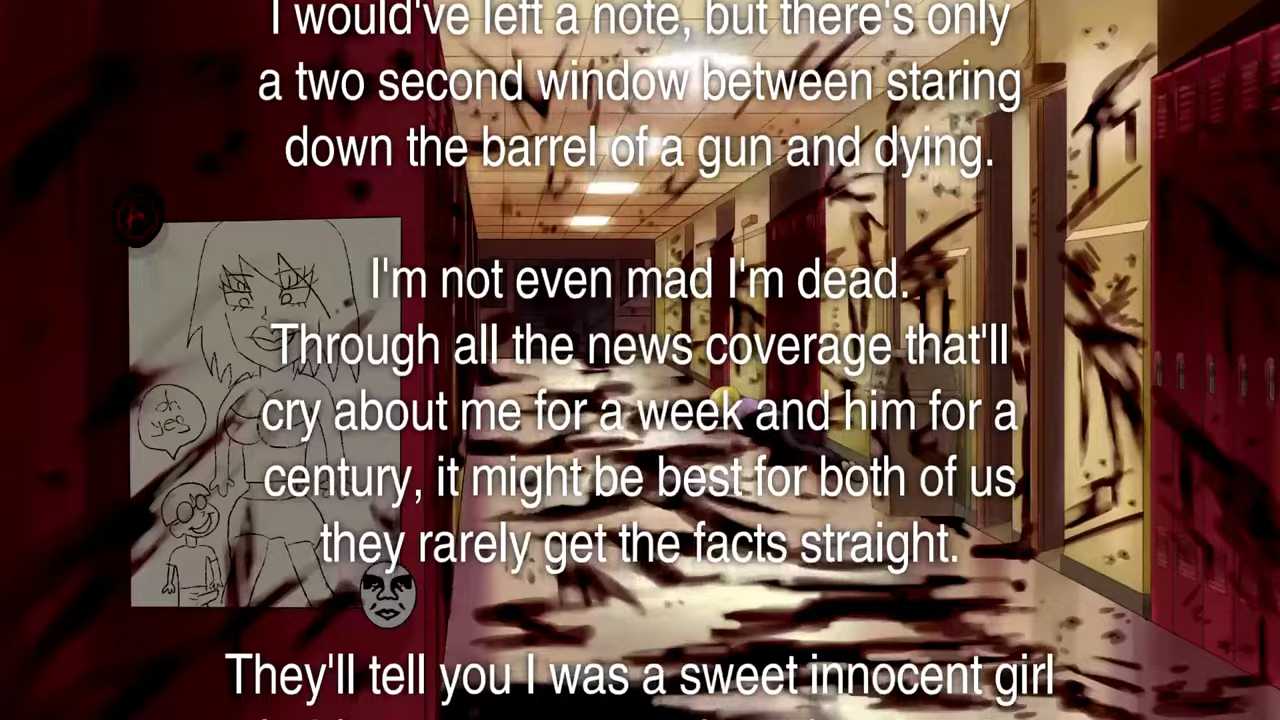 I would've left a note, but there's only
a two second window between staring
down the barrel of a gun and dying.
I'm not even mad I'm dead.
Through all the news coverage that'll
cry about me for a week and him for a
century, it might be best for both of us
they rarely get the facts straight.
They'll tell you I was a sweet innocent girl
oh
yes